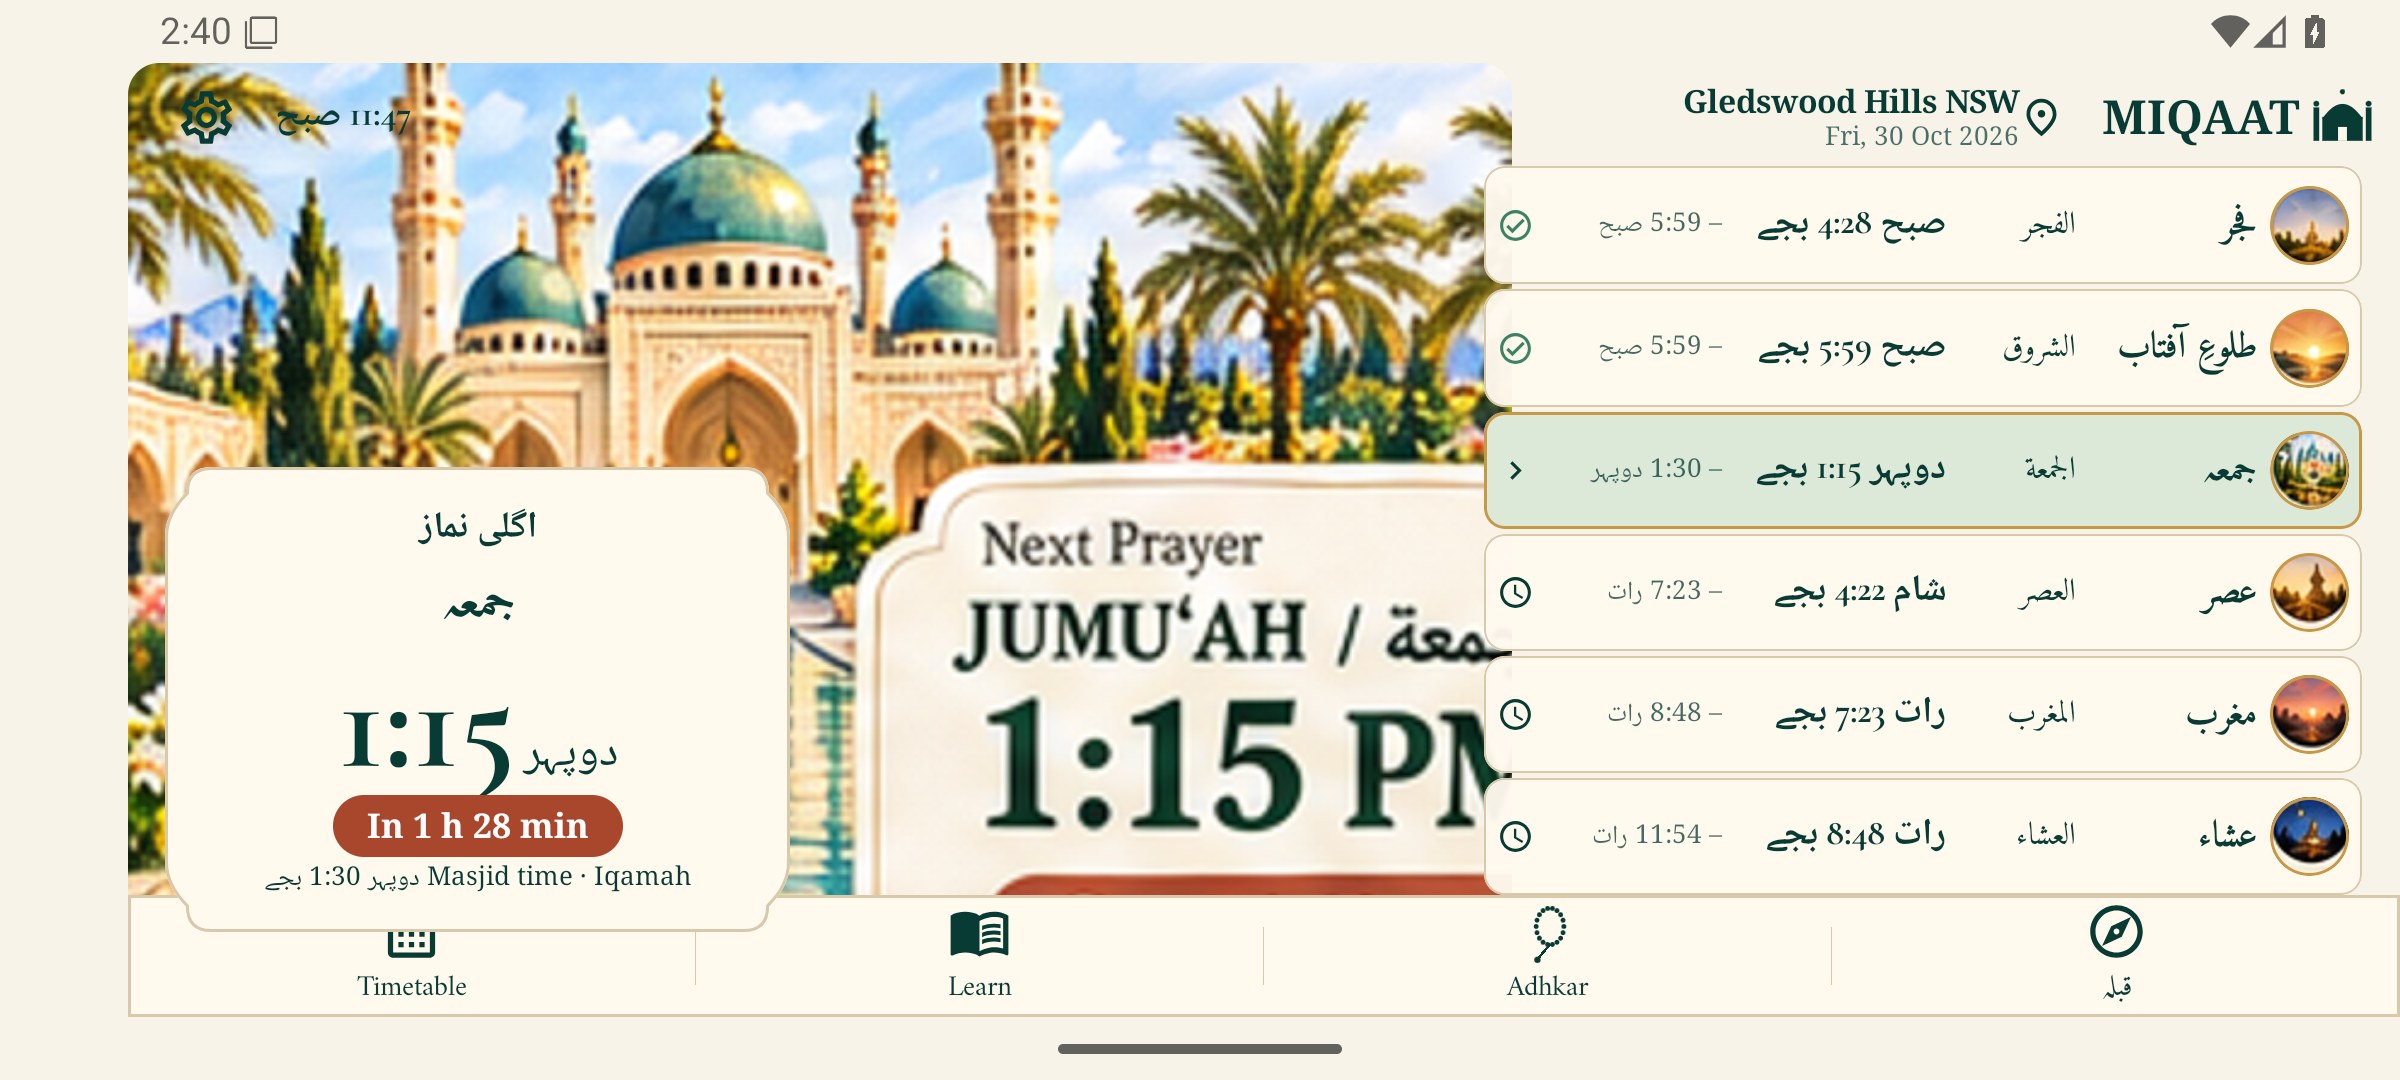 2:40
11:47 صبح
Gledswood Hills NSW
Fri, 30 Oct 2026
MIQAAT
فجر الفجر صبح 4:28 بجے – 5:59 صبح
طلوعِ آفتاب الشروق صبح 5:59 بجے – 5:59 صبح
جمعہ الجمعة دوپہر 1:15 بجے – 1:30 دوپہر
عصر العصر شام 4:22 بجے – 7:23 رات
مغرب المغرب رات 7:23 بجے – 8:48 رات
عشاء العشاء رات 8:48 بجے – 11:54 رات
اگلی نماز
جمعہ
1:15 دوپہر
In 1 h 28 min
Masjid time · Iqamah دوپہر 1:30 بجے
Next Prayer
JUMU‘AH /
1:15
Timetable
Learn
Adhkar
قبلہ